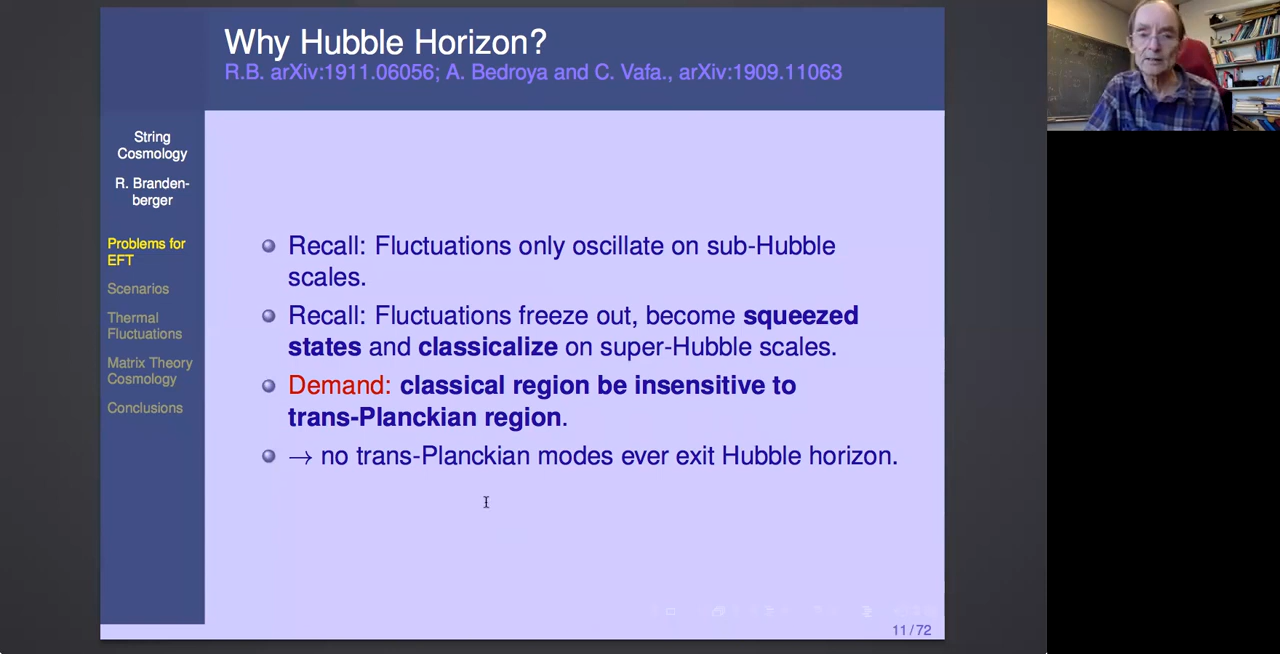 Why Hubble Horizon?
R.B. arXiv:1911.06056; A. Bedroya and C. Vafa., arXiv:1909.11063
String
Cosmology
R. Branden-
berger
Problems for
EFT
Scenarios
Thermal
Fluctuations
Matrix Theory
Cosmology
Conclusions
Recall: Fluctuations only oscillate on sub-Hubble
scales.
Recall: Fluctuations freeze out, become squeezed
states and classicalize on super-Hubble scales.
Demand: classical region be insensitive to
trans-Planckian region.
→ no trans-Planckian modes ever exit Hubble horizon.
11/72